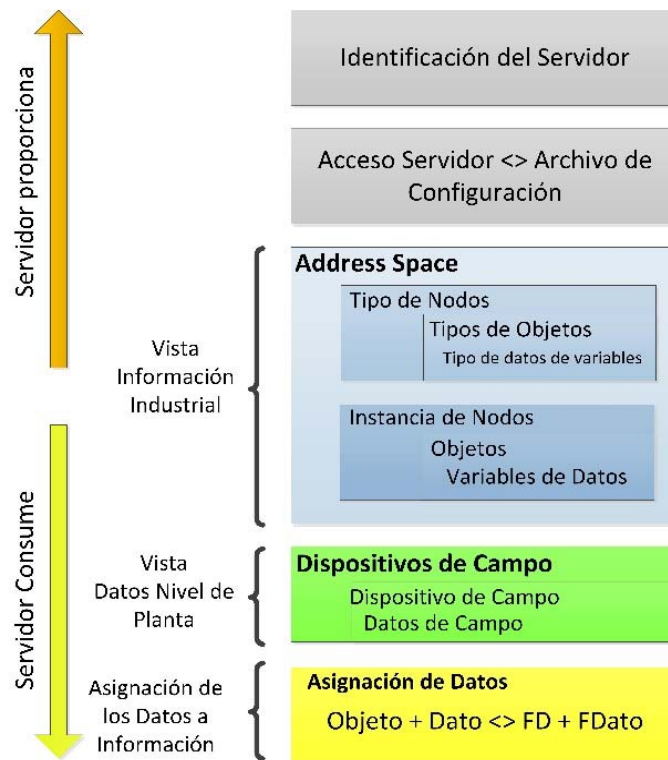 Servidor proporciona
Servidor Consume
Identificación del Servidor
Acceso Servidor <> Archivo de
Configuración
Vista
Información
Industrial
Address Space
Tipo de Nodos
Tipos de Objetos
Tipo de datos de variables
Instancia de Nodos
Objetos
Variables de Datos
Vista
Datos Nivel de
Planta
Dispositivos de Campo
Dispositivo de Campo
Datos de Campo
Asignación de
los Datos a
Información
Asignación de Datos
Objeto + Dato <> FD + FDato